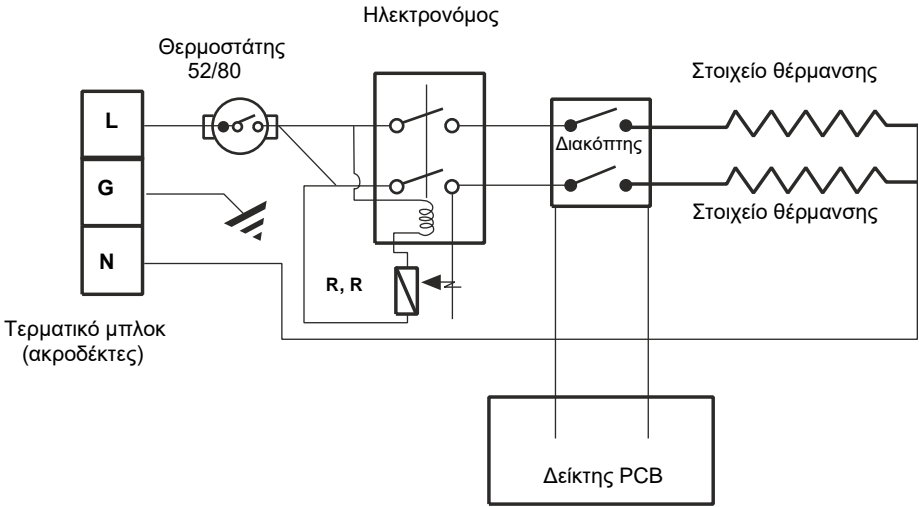 Ηλεκτρονόμος
Θερμοστάτης
52/80
Στοιχείο θέρμανσης
L
Διακόπτης
G
Στοιχείο θέρμανσης
N
R, R
Τερματικό μπλοκ
(ακροδέκτες)
Δείκτης PCB